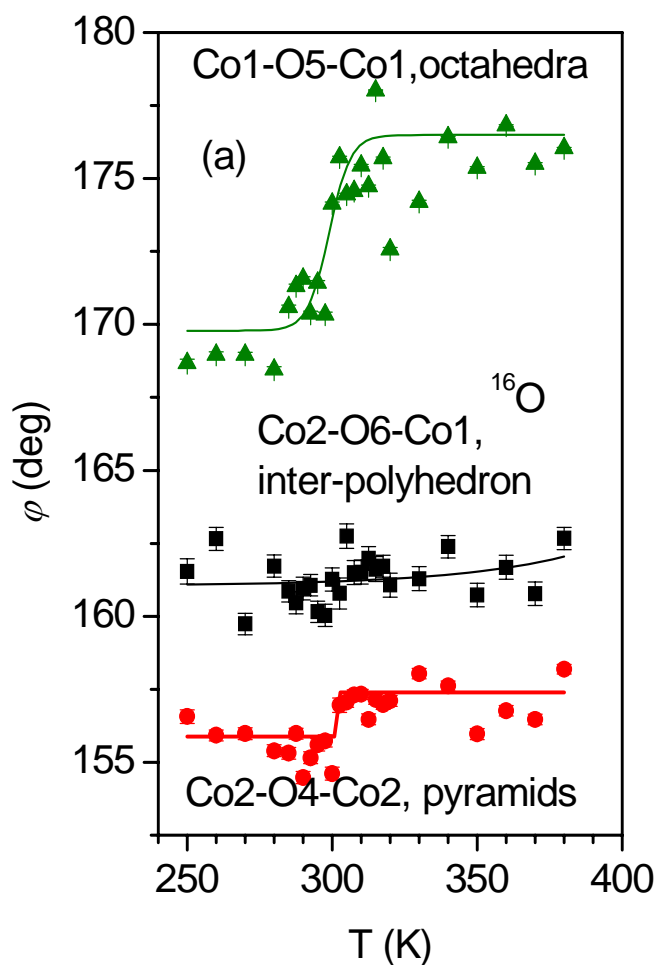 180
Co1-O5-Co1,octahedra
(a)
175
170
¹⁶O
Co2-O6-Co1,
inter-polyhedron
165
160
155
Co2-O4-Co2, pyramids
φ (deg)
250 300 350 400
T (K)